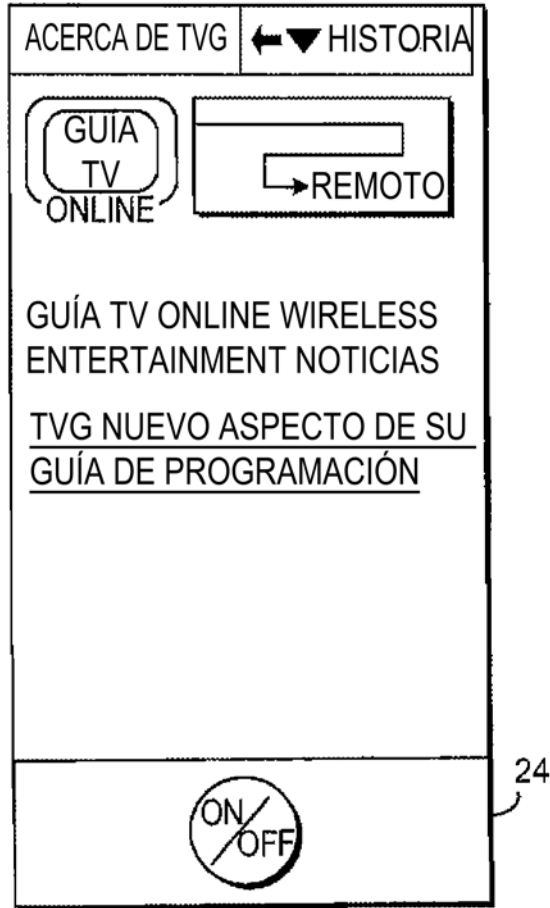 ACERCA DE TVG
HISTORIA
GUÍA
TV
ONLINE
REMOTO
GUÍA TV ONLINE WIRELESS
ENTERTAINMENT NOTICIAS
TVG NUEVO ASPECTO DE SU
GUÍA DE PROGRAMACIÓN
24
ON/OFF